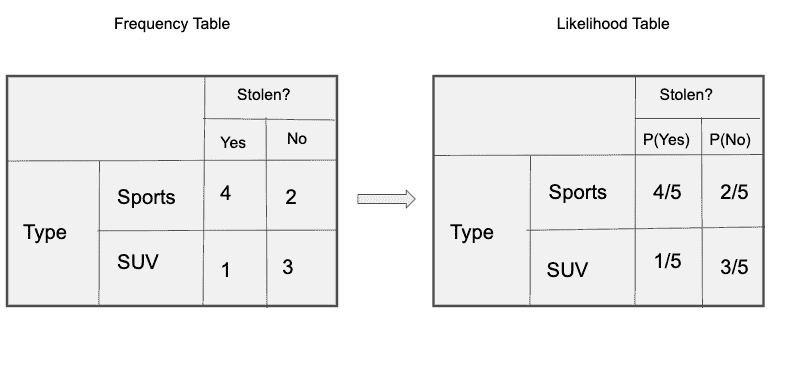 Frequency Table
Stolen?
Yes No
Type
Sports 4 2
SUV 1 3
Likelihood Table
Stolen?
P(Yes) P(No)
Type
Sports 4/5 2/5
SUV 1/5 3/5